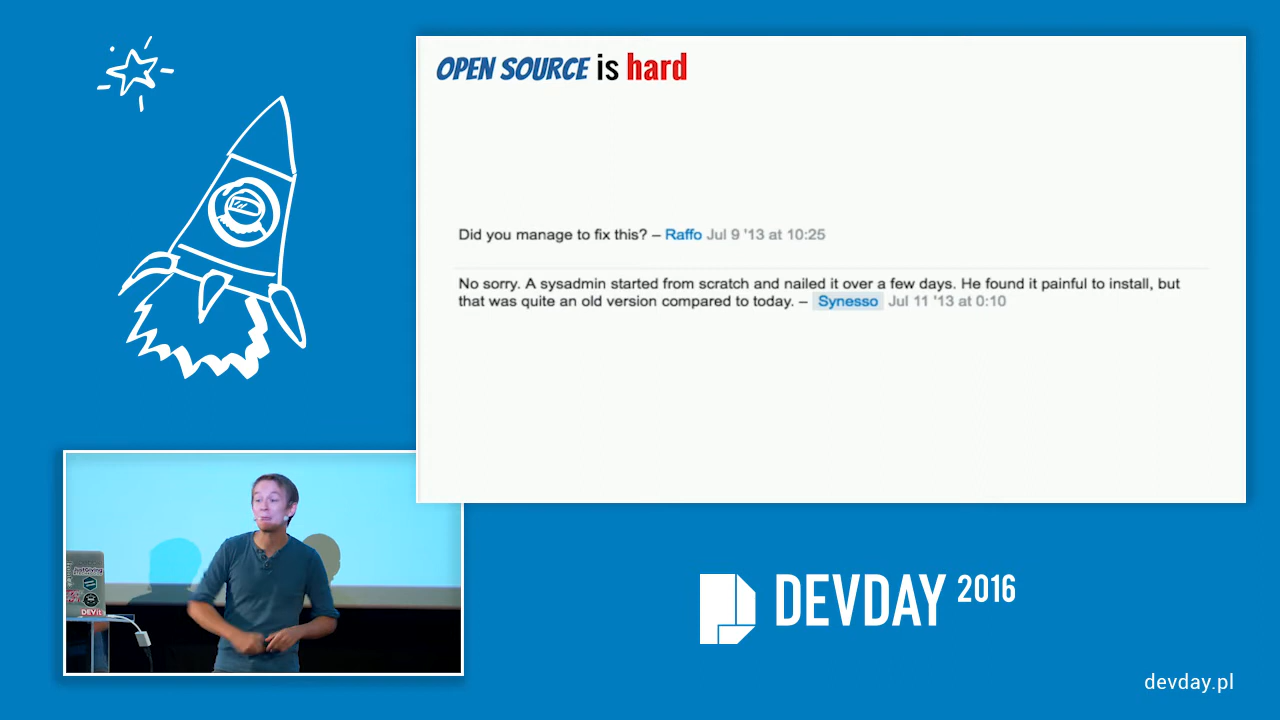 OPEN SOURCE is hard
Did you manage to fix this? – Raffo Jul 9 '13 at 10:25
No sorry. A sysadmin started from scratch and nailed it over a few days. He found it painful to install, but
that was quite an old version compared to today. – Synesso Jul 11 '13 at 0:10
JustGiving
DEVit
DEVDAY 2016
devday.pl